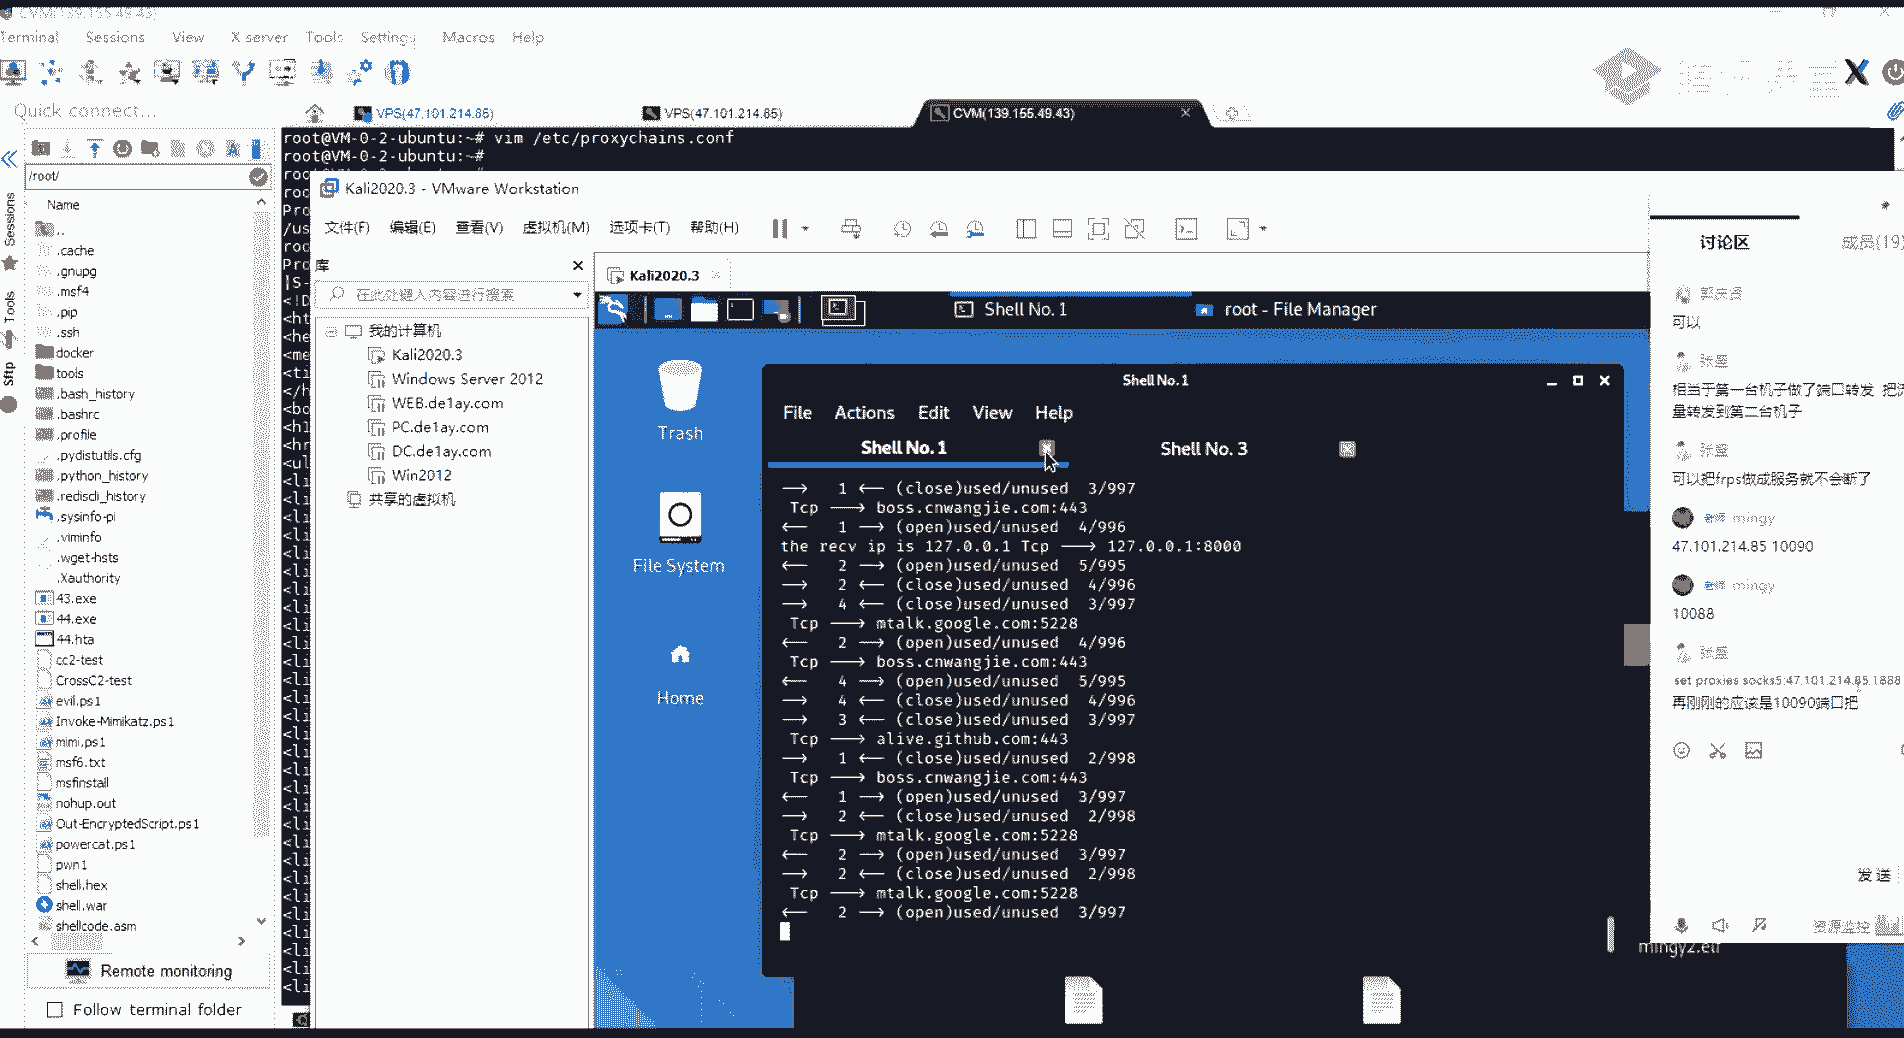 CVM(139.155.49.43)
Terminal Sessions View X server Tools Settings Macros Help
Quick connect...
VPS(47.101.214.85)
VPS(47.101.214.85)
CVM(139.155.49.43)
/root/
Sessions
Tools
Sftp
Name
..
.cache
.gnupg
.msf4
.pip
.ssh
docker
tools
.bash_history
.bashrc
.profile
.pydistutils.cfg
.python_history
.rediscli_history
.sysinfo-pi
.viminfo
.wget-hsts
.Xauthority
43.exe
44.exe
44.hta
cc2-test
CrossC2-test
evil.ps1
Invoke-Mimikatz.ps1
mimi.ps1
msf6.txt
msfinstall
nohup.out
Out-EncryptedScript.ps1
powercat.ps1
pwn1
shell.hex
shell.war
shellcode.asm
Remote monitoring
Follow terminal folder
root@VM-0-2-ubuntu:~# vim /etc/proxychains.conf
root@VM-0-2-ubuntu:~#
Kali2020.3 - VMware Workstation
文件(F) 编辑(E) 查看(V) 虚拟机(M) 选项卡(T) 帮助(H)
库
在此处键入内容进行搜索
我的计算机
Kali2020.3
Windows Server 2012
WEB.de1ay.com
PC.de1ay.com
DC.de1ay.com
Win2012
共享的虚拟机
Kali2020.3
Shell No. 1
root - File Manager
Trash
File System
Home
Shell No.1
File Actions Edit View Help
Shell No. 1
Shell No. 3
⟶ 1 ⟵ (close)used/unused 3/997
Tcp ⟶ boss.cnwangjie.com:443
⟵ 1 ⟶ (open)used/unused 4/996
the recv ip is 127.0.0.1 Tcp ⟶ 127.0.0.1:8000
⟵ 2 ⟶ (open)used/unused 5/995
⟶ 2 ⟵ (close)used/unused 4/996
⟶ 4 ⟵ (close)used/unused 3/997
Tcp ⟶ mtalk.google.com:5228
⟵ 2 ⟶ (open)used/unused 4/996
Tcp ⟶ boss.cnwangjie.com:443
⟵ 4 ⟶ (open)used/unused 5/995
⟶ 4 ⟵ (close)used/unused 4/996
⟶ 3 ⟵ (close)used/unused 3/997
Tcp ⟶ alive.github.com:443
⟶ 1 ⟵ (close)used/unused 2/998
Tcp ⟶ boss.cnwangjie.com:443
⟵ 1 ⟶ (open)used/unused 3/997
⟶ 2 ⟵ (close)used/unused 2/998
Tcp ⟶ mtalk.google.com:5228
⟵ 2 ⟶ (open)used/unused 3/997
⟶ 2 ⟵ (close)used/unused 2/998
Tcp ⟶ mtalk.google.com:5228
⟵ 2 ⟶ (open)used/unused 3/997
讨论区
成员(19)
可以
张盛
相当于第一台机子做了端口转发 把流
量转发到第二台机子
张盛
可以把frps做成服务就不会断了
mingy
47.101.214.85 10090
mingy
10088
张盛
set proxies socks5:47.101.214.85.1888
再刚刚的应该是10090端口把
发送
资源监控